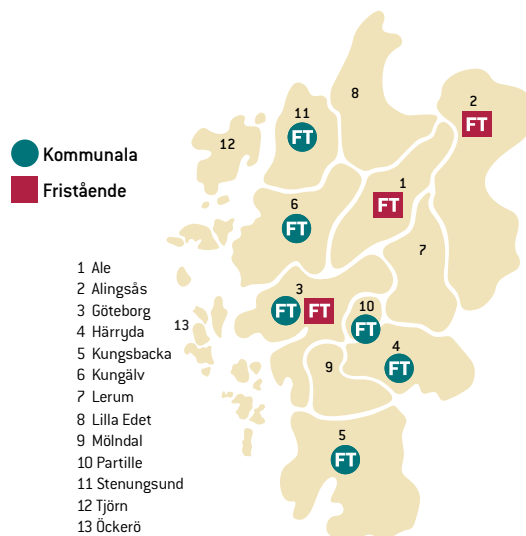 8
2
FT
11
FT
12
Kommunala
Fristående
1
FT
6
FT
7
1 Ale
2 Alingsås
3 Göteborg
4 Härryda
5 Kungsbacka
6 Kungälv
7 Lerum
8 Lilla Edet
9 Mölndal
10 Partille
11 Stenungsund
12 Tjörn
13 Öckerö
3
FT FT
13
10
FT
4
FT
9
5
FT